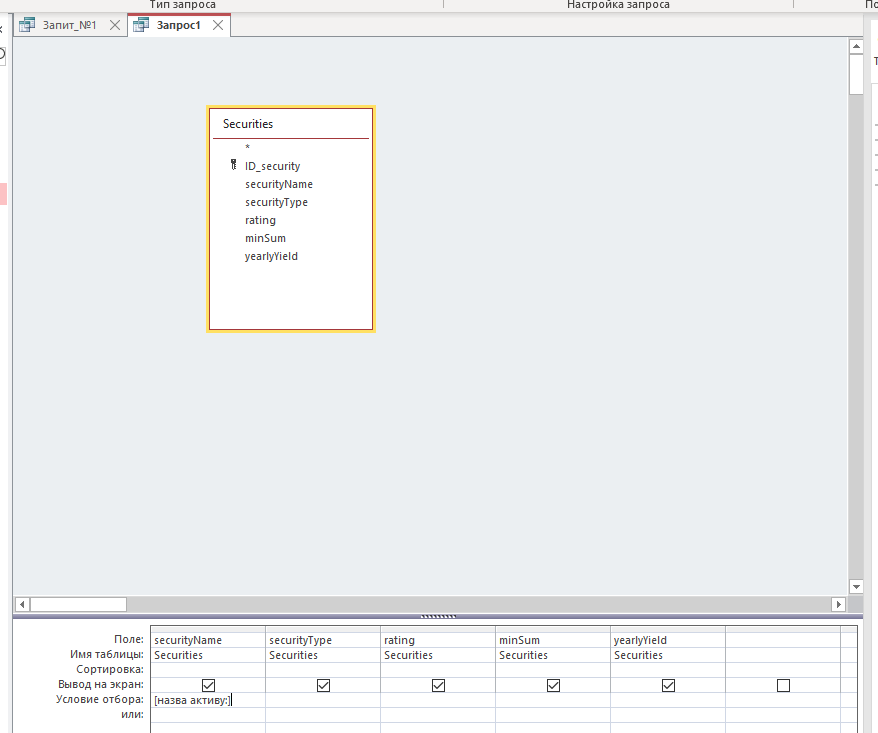 Тип запроса
Настройка запроса
Запит_№1
Запрос1
Securities
*
ID_security
securityName
securityType
rating
minSum
yearlyYield
Поле: securityName securityType rating minSum yearlyYield
Имя таблицы: Securities Securities Securities Securities Securities
Сортировка:
Вывод на экран:
Условие отбора: [назва активу:]
или: